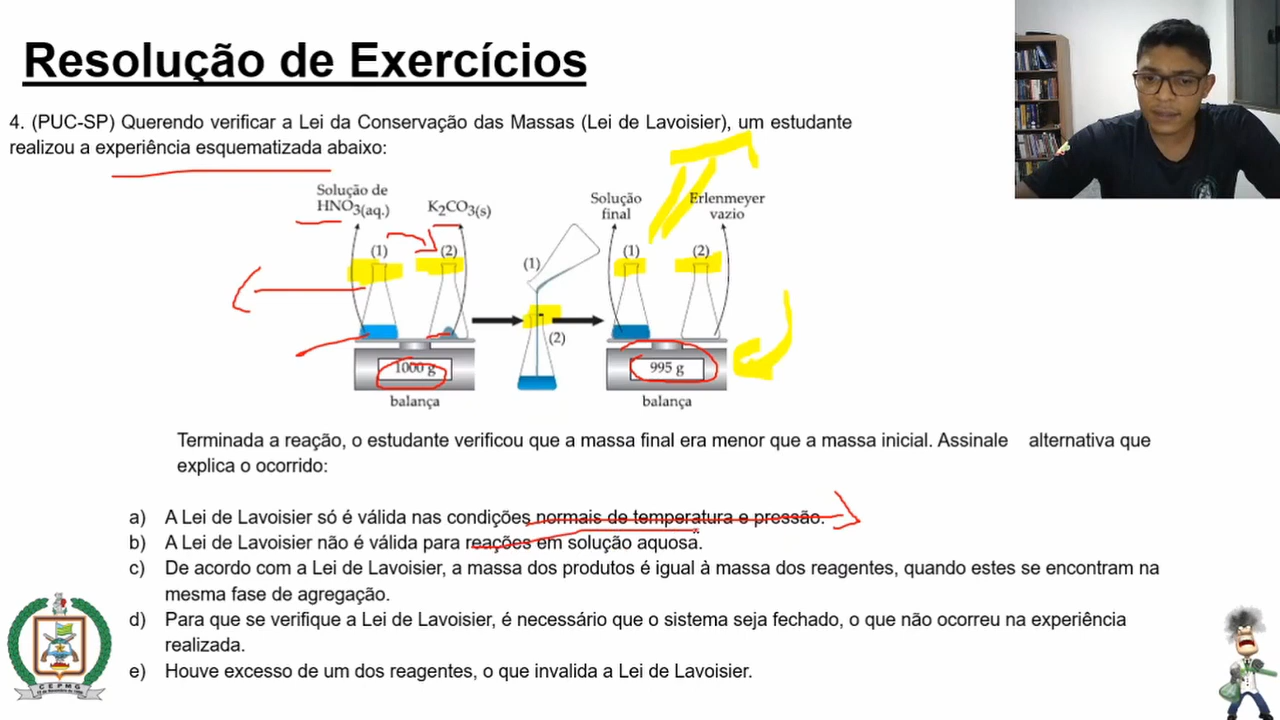 Resolução de Exercícios
4. (PUC-SP) Querendo verificar a Lei da Conservação das Massas (Lei de Lavoisier), um estudante
realizou a experiência esquematizada abaixo:
Solução de
HNO3(aq.)
K2CO3(s)
Solução
final
Erlenmeyer
vazio
(1)
(2)
(1)
(2)
(1)
(2)
1000 g
995 g
balança
balança
Terminada a reação, o estudante verificou que a massa final era menor que a massa inicial. Assinale alternativa que
explica o ocorrido:
a) A Lei de Lavoisier só é válida nas condições normais de temperatura e pressão.
b) A Lei de Lavoisier não é válida para reações em solução aquosa.
c) De acordo com a Lei de Lavoisier, a massa dos produtos é igual à massa dos reagentes, quando estes se encontram na
mesma fase de agregação.
d) Para que se verifique a Lei de Lavoisier, é necessário que o sistema seja fechado, o que não ocorreu na experiência
realizada.
e) Houve excesso de um dos reagentes, o que invalida a Lei de Lavoisier.
CEPMG